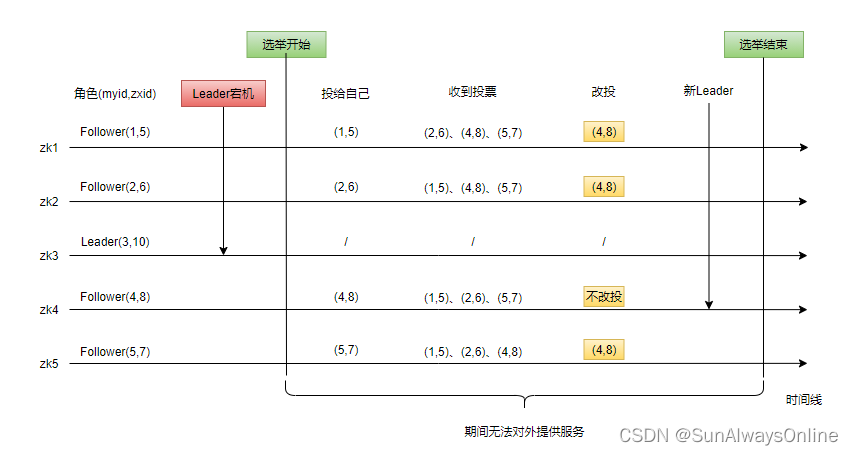 选举开始 选举结束
角色(myid,zxid) Leader宕机 投给自己 收到投票 改投 新Leader
Follower(1,5) (1,5) (2,6)、(4,8)、(5,7) (4,8)
zk1
Follower(2,6) (2,6) (1,5)、(4,8)、(5,7) (4,8)
zk2
Leader(3,10) / / /
zk3
Follower(4,8) (4,8) (1,5)、(2,6)、(5,7) 不改投
zk4
Follower(5,7) (5,7) (1,5)、(2,6)、(4,8) (4,8)
zk5
时间线
期间无法对外提供服务
CSDN @SunAlwaysOnline